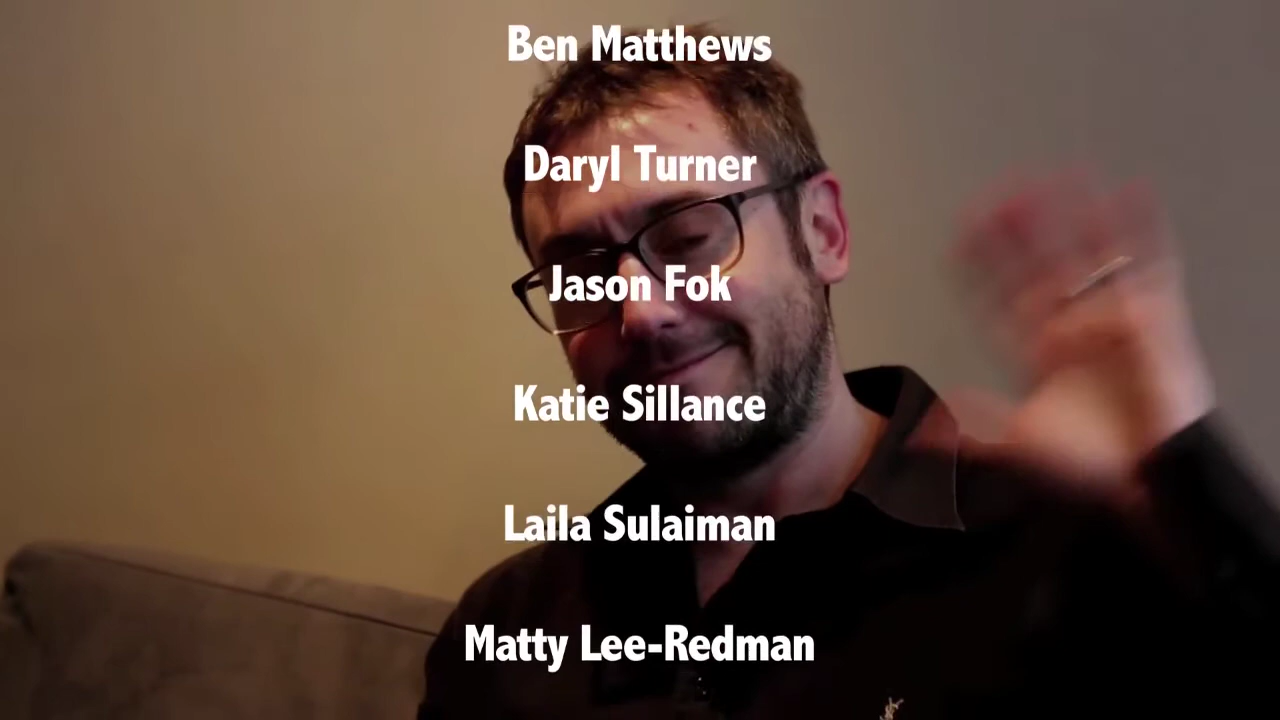 Ben Matthews
Daryl Turner
Jason Fok
Katie Sillance
Laila Sulaiman
Matty Lee-Redman